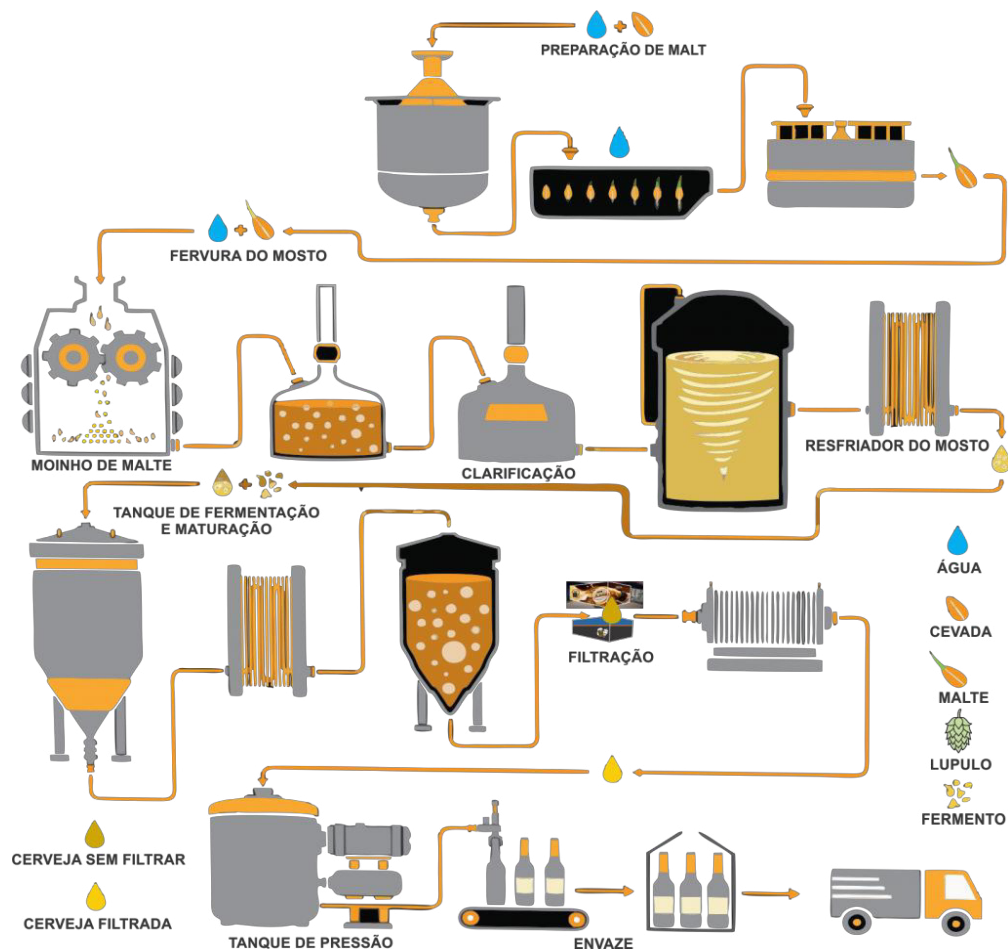 PREPARAÇÃO DE MALT
FERVURA DO MOSTO
MOINHO DE MALTE
CLARIFICAÇÃO
RESFRIADOR DO MOSTO
TANQUE DE FERMENTAÇÃO
E MATURAÇÃO
ÁGUA
CEVADA
FILTRAÇÃO
MALTE
LUPULO
FERMENTO
CERVEJA SEM FILTRAR
CERVEJA FILTRADA
TANQUE DE PRESSÃO
ENVAZE